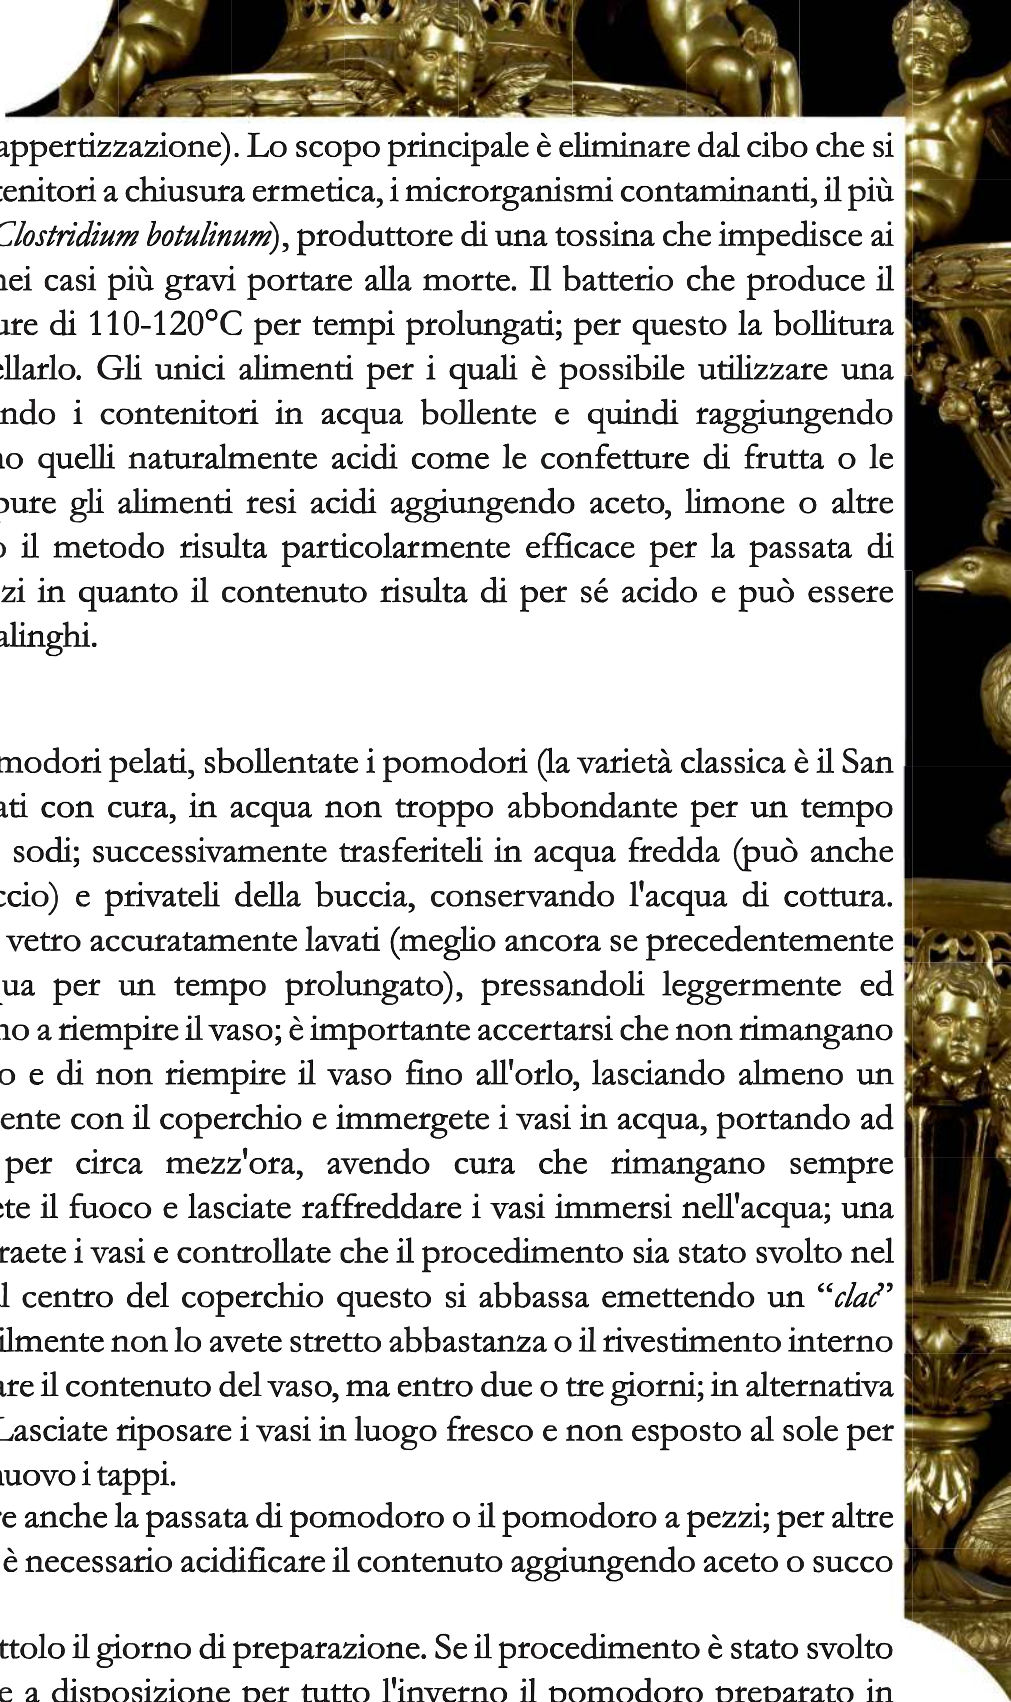 appertizzazione). Lo scopo principale è eliminare dal cibo che si
tenitori a chiusura ermetica, i microrganismi contaminanti, il più
Clostridium botulinum), produttore di una tossina che impedisce ai
nei casi più gravi portare alla morte. Il batterio che produce il
ure di 110-120°C per tempi prolungati; per questo la bollitura
ellarlo. Gli unici alimenti per i quali è possibile utilizzare una
ndo i contenitori in acqua bollente e quindi raggiungendo
no quelli naturalmente acidi come le confetture di frutta o le
pure gli alimenti resi acidi aggiungendo aceto, limone o altre
o il metodo risulta particolarmente efficace per la passata di
zi in quanto il contenuto risulta di per sé acido e può essere
alinghi.
modori pelati, sbollentate i pomodori (la varietà classica è il San
ati con cura, in acqua non troppo abbondante per un tempo
sodi; successivamente trasferiteli in acqua fredda (può anche
ccio) e privateli della buccia, conservando l'acqua di cottura.
vetro accuratamente lavati (meglio ancora se precedentemente
qua per un tempo prolungato), pressandoli leggermente ed
no a riempire il vaso; è importante accertarsi che non rimangano
o e di non riempire il vaso fino all'orlo, lasciando almeno un
ente con il coperchio e immergete i vasi in acqua, portando ad
per circa mezz'ora, avendo cura che rimangano sempre
ete il fuoco e lasciate raffreddare i vasi immersi nell'acqua; una
raete i vasi e controllate che il procedimento sia stato svolto nel
l centro del coperchio questo si abbassa emettendo un “clac”
ilmente non lo avete stretto abbastanza o il rivestimento interno
are il contenuto del vaso, ma entro due o tre giorni; in alternativa
Lasciate riposare i vasi in luogo fresco e non esposto al sole per
nuovo i tappi.
re anche la passata di pomodoro o il pomodoro a pezzi; per altre
è necessario acidificare il contenuto aggiungendo aceto o succo
ttolo il giorno di preparazione. Se il procedimento è stato svolto
e a disposizione per tutto l'inverno il pomodoro preparato in